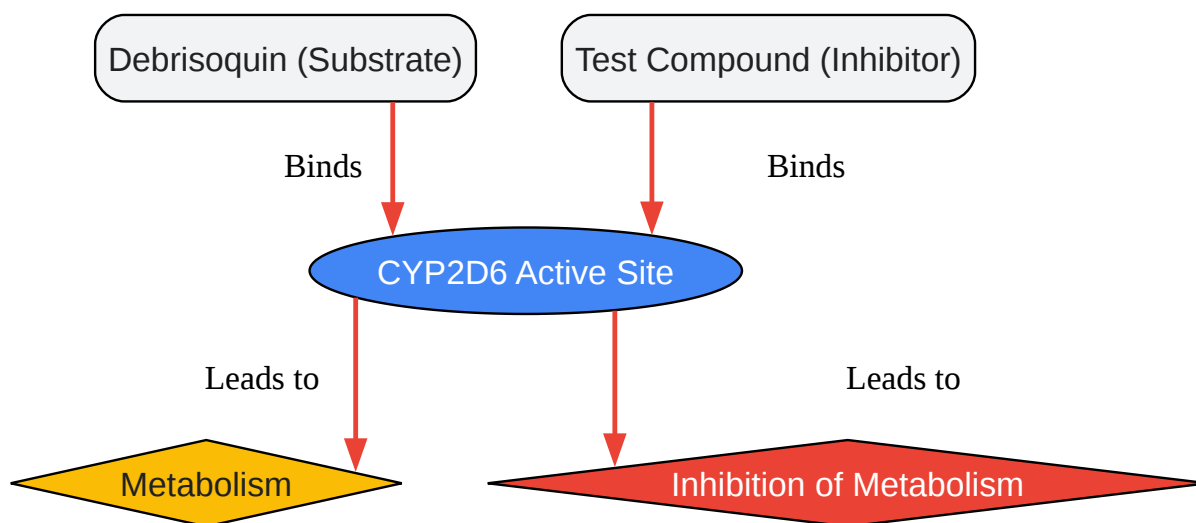 Debrisoquin (Substrate)
Test Compound (Inhibitor)
Binds
Binds
CYP2D6 Active Site
Leads to
Leads to
Metabolism
Inhibition of Metabolism